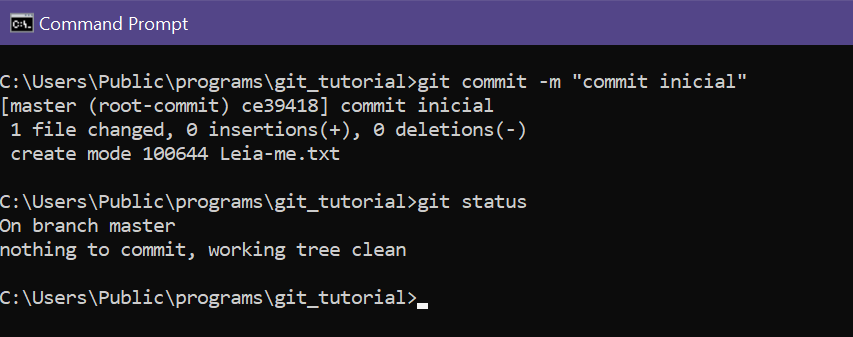 Command Prompt
C:\Users\Public\programs\git_tutorial>git commit -m "commit inicial"
[master (root-commit) ce39418] commit inicial
 1 file changed, 0 insertions(+), 0 deletions(-)
 create mode 100644 Leia-me.txt
C:\Users\Public\programs\git_tutorial>git status
On branch master
nothing to commit, working tree clean
C:\Users\Public\programs\git_tutorial>